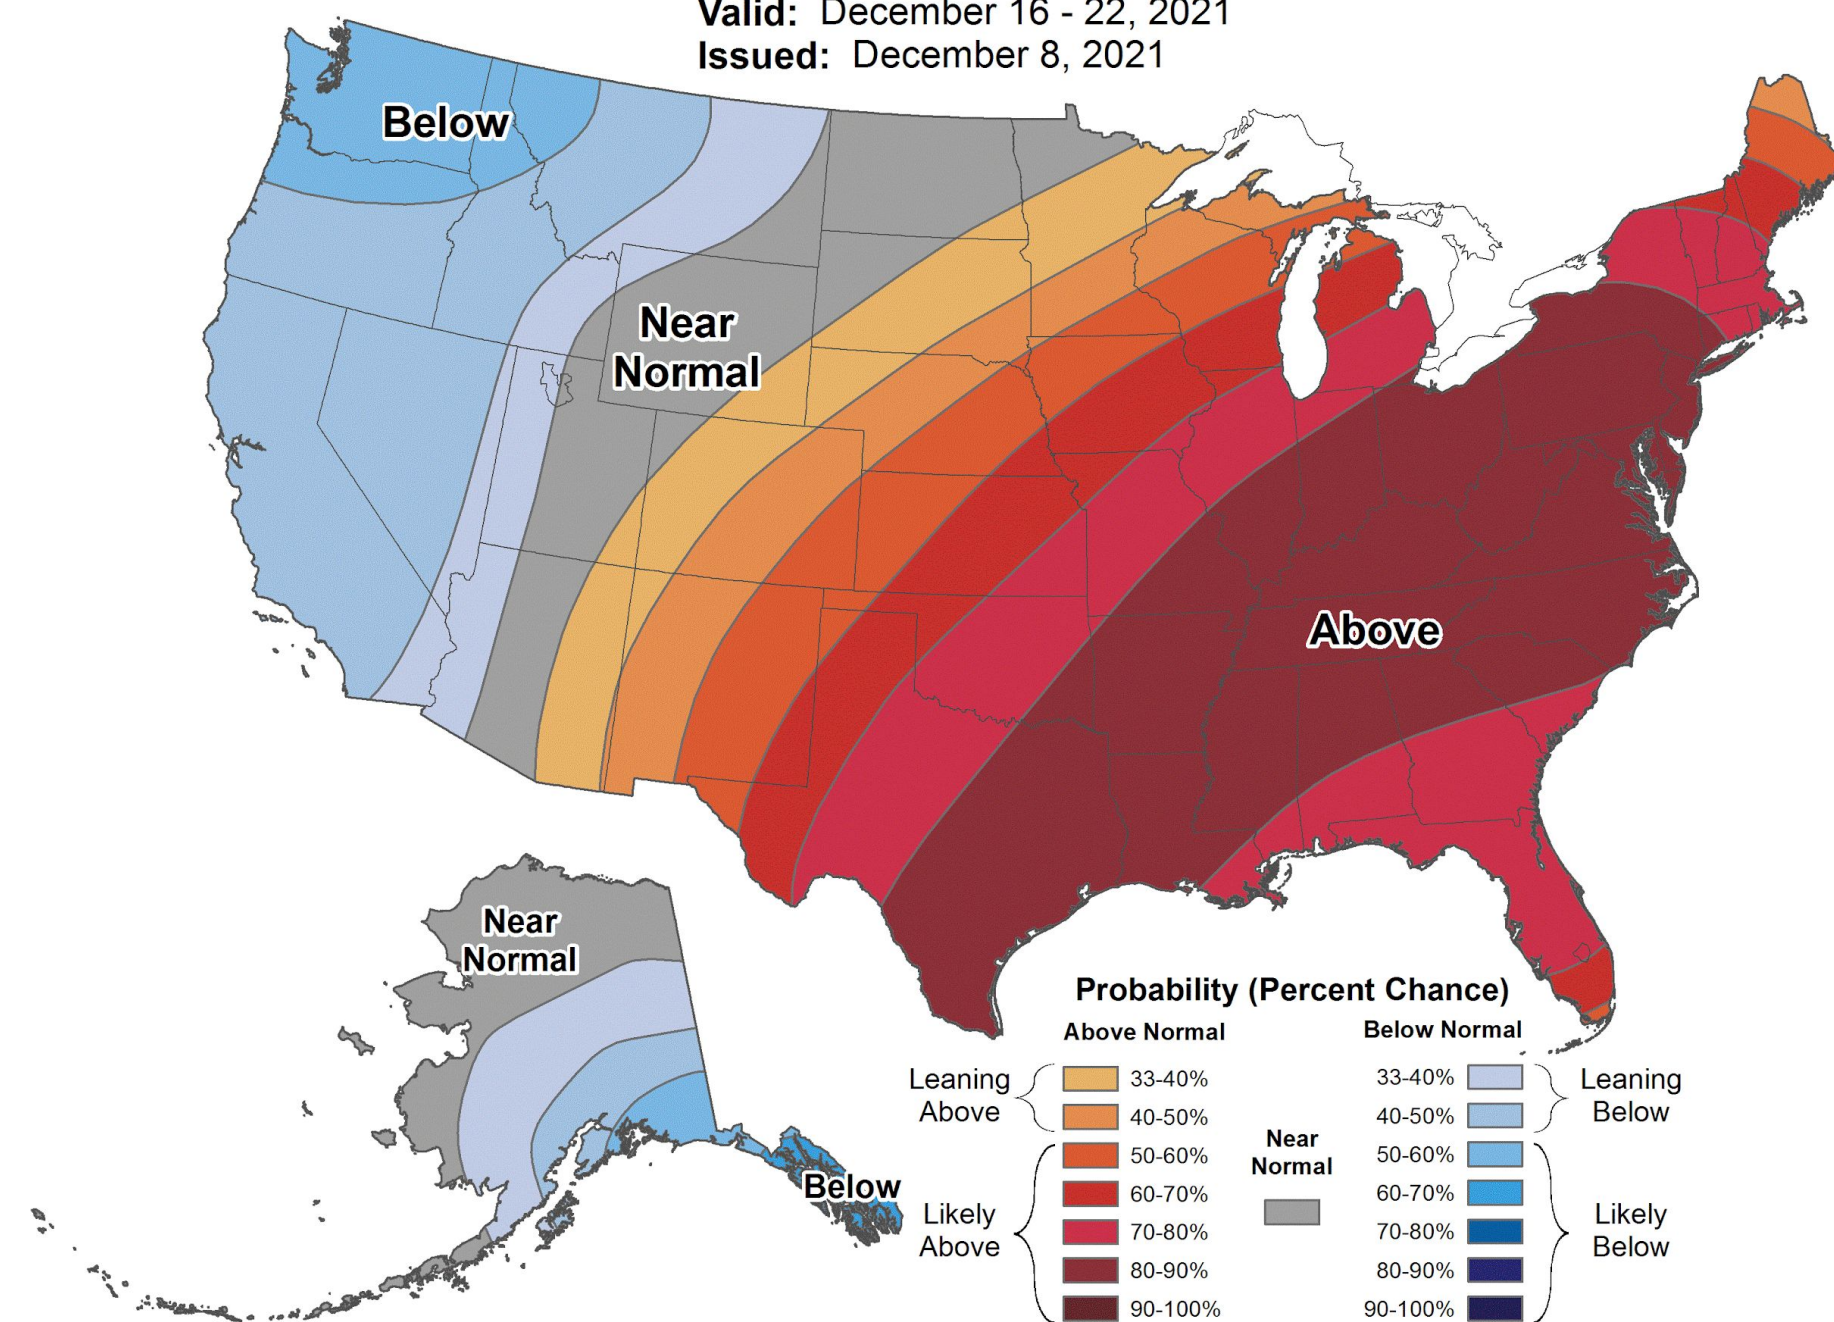 Valid: December 16 - 22, 2021
Issued: December 8, 2021
Below
Near
Normal
Above
Near
Normal
Below
Probability (Percent Chance)
Above Normal
Below Normal
Leaning
Above
33-40%
40-50%
Likely
Above
50-60%
60-70%
70-80%
80-90%
90-100%
Near
Normal
33-40%
40-50%
Leaning
Below
50-60%
60-70%
70-80%
80-90%
90-100%
Likely
Below